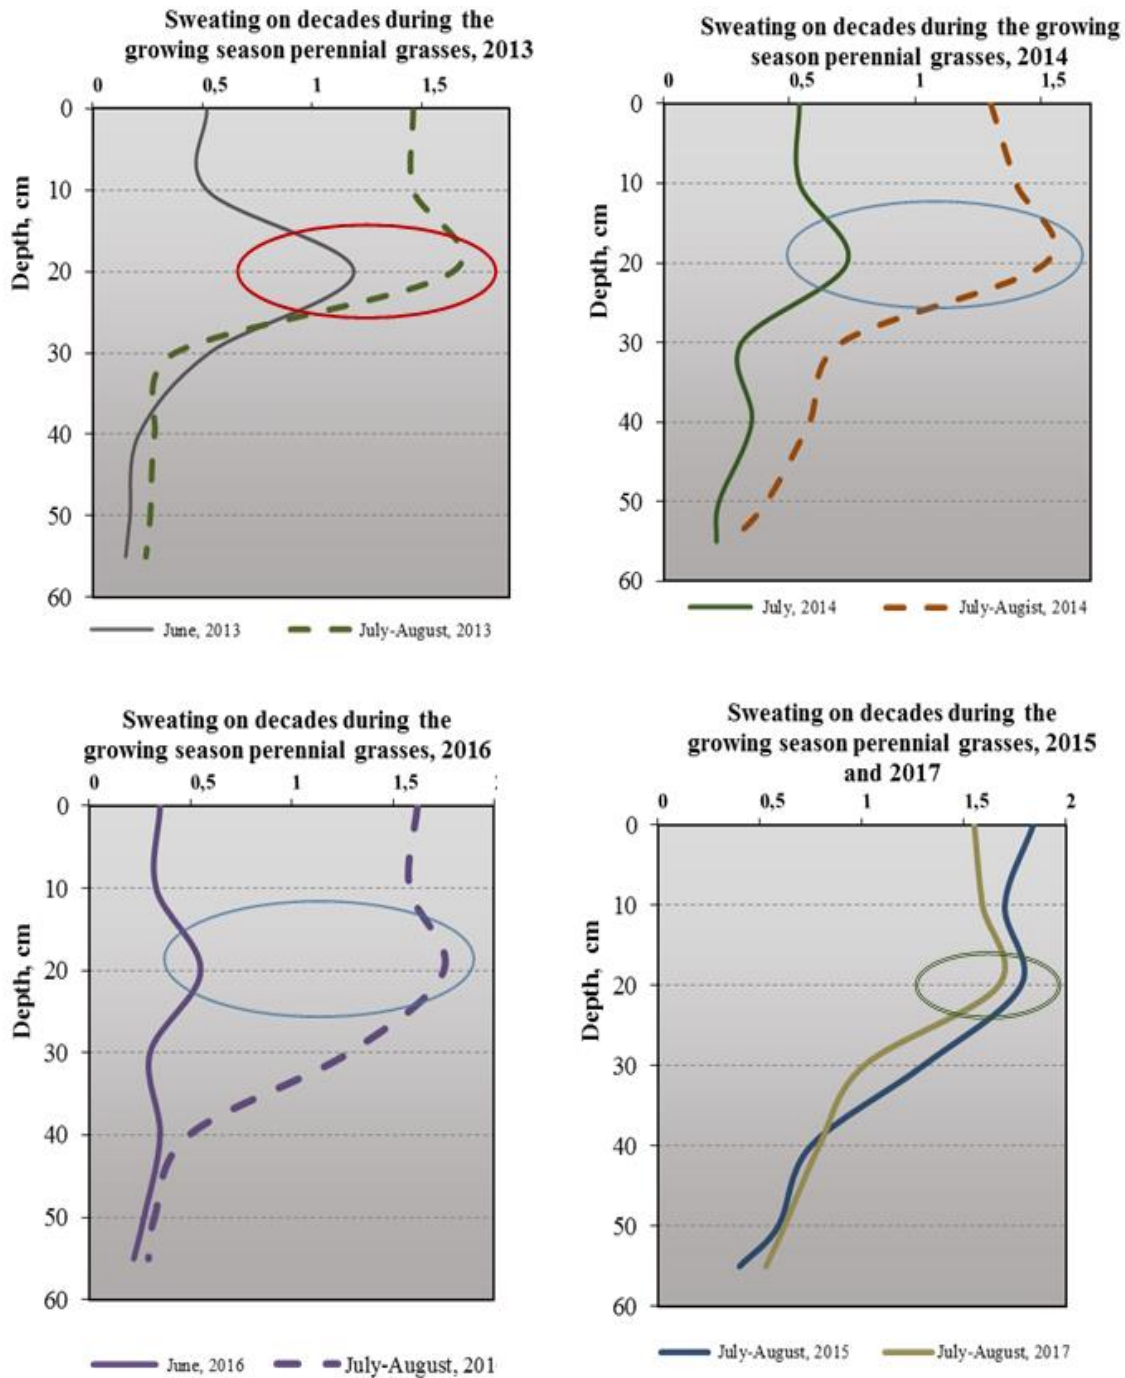 Sweating on decades during the
growing season perennial grasses, 2013
0 0,5 1 1,5
0
10
20
30
40
50
60
Depth, cm
June, 2013 July-August, 2013
Sweating on decades during the growing
season perennial grasses, 2014
0 0,5 1 1,5
0
10
20
30
40
50
60
Depth, cm
July, 2014 July-Augist, 2014
Sweating on decades during the
growing season perennial grasses, 2016
0 0,5 1 1,5
0
10
20
30
40
50
60
Depth, cm
June, 2016 July-August, 201
Sweating on decades during the
growing season perennial grasses, 2015
and 2017
0 0,5 1 1,5 2
0
10
20
30
40
50
60
Depth, cm
July-August, 2015 July-August, 2017